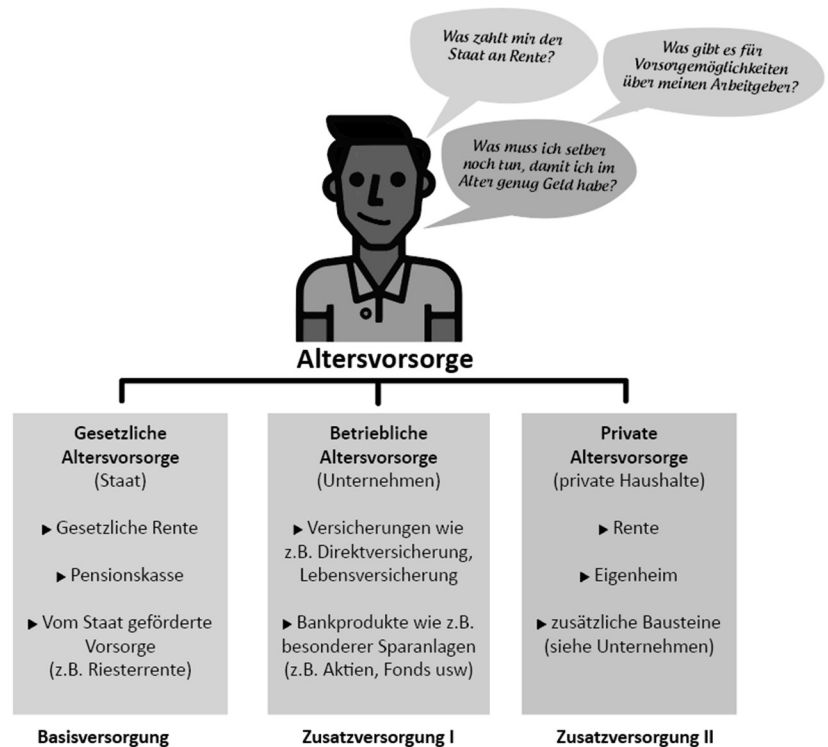 Was zahlt mir der
Staat an Rente?
Was gibt es für
Vorsorgemöglichkeiten
über meinen Arbeitgeber?
Was muss ich selber
noch tun, damit ich im
Alter genug Geld habe?
Altersvorsorge
Gesetzliche
Altersvorsorge
(Staat)
▸ Gesetzliche Rente
▸ Pensionskasse
▸ Vom Staat geförderte
Vorsorge
(z.B. Riesterrente)
Basisversorgung
Betriebliche
Altersvorsorge
(Unternehmen)
▸ Versicherungen wie
z.B. Direktversicherung,
Lebensversicherung
▸ Bankprodukte wie z.B.
besonderer Sparanlagen
(z.B. Aktien, Fonds usw)
Zusatzversorgung I
Private
Altersvorsorge
(private Haushalte)
▸ Rente
▸ Eigenheim
▸ zusätzliche Bausteine
(siehe Unternehmen)
Zusatzversorgung II